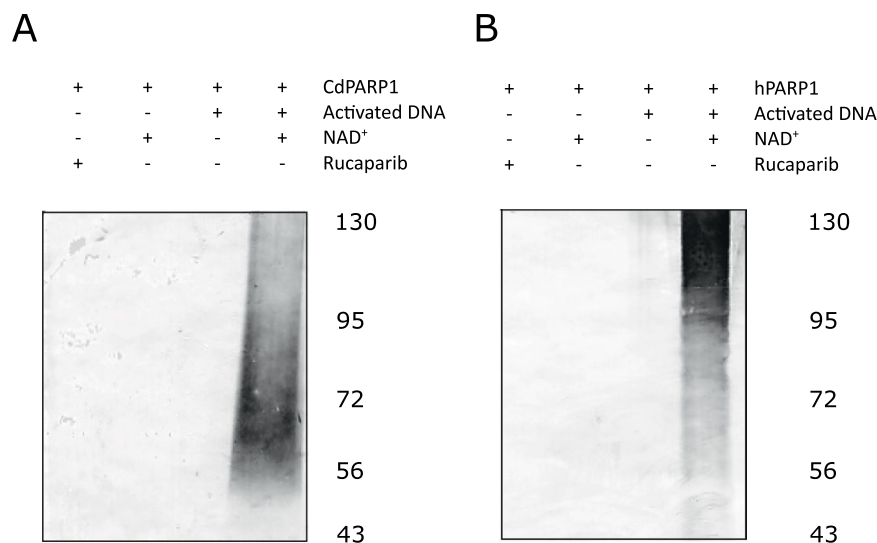 A
+ + + + CdPARP1
- - + + Activated DNA
- + - + NAD⁺
+ - - - Rucaparib
130
95
72
56
43
B
+ + + + hPARP1
- - + + Activated DNA
- + - + NAD⁺
+ - - - Rucaparib
130
95
72
56
43